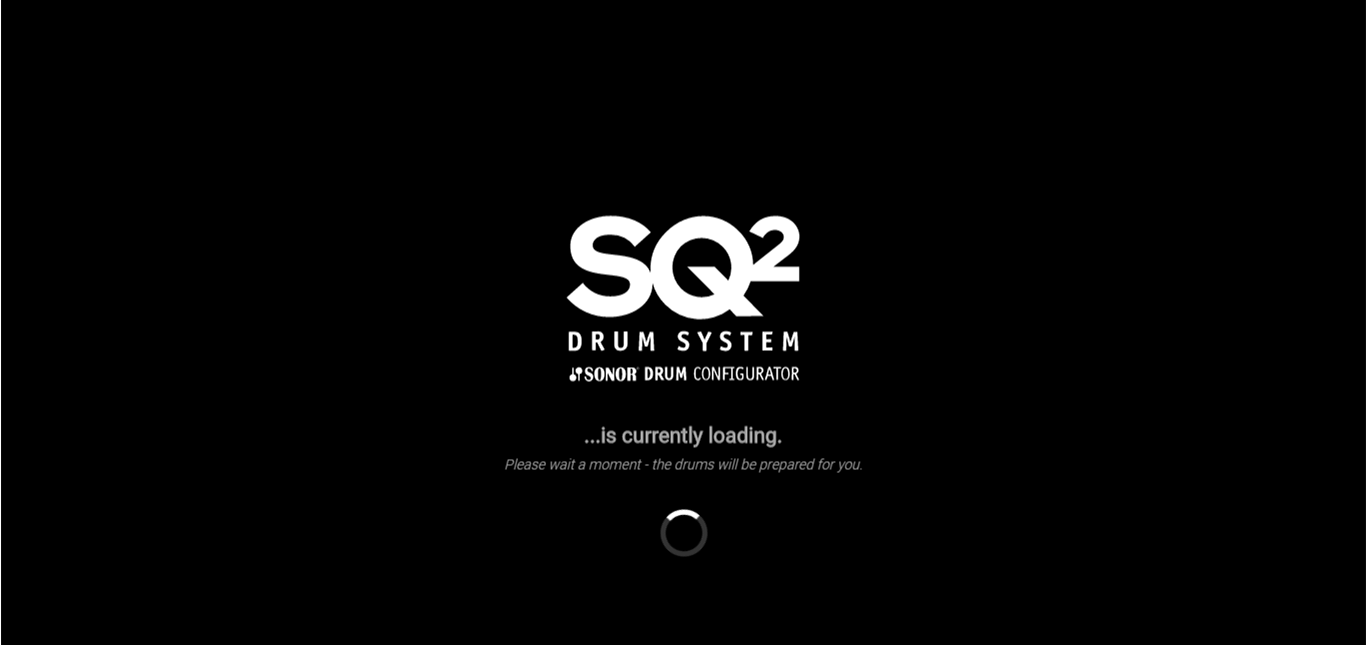 SQ²
DRUM SYSTEM
SONOR® DRUM CONFIGURATOR
...is currently loading.
Please wait a moment - the drums will be prepared for you.